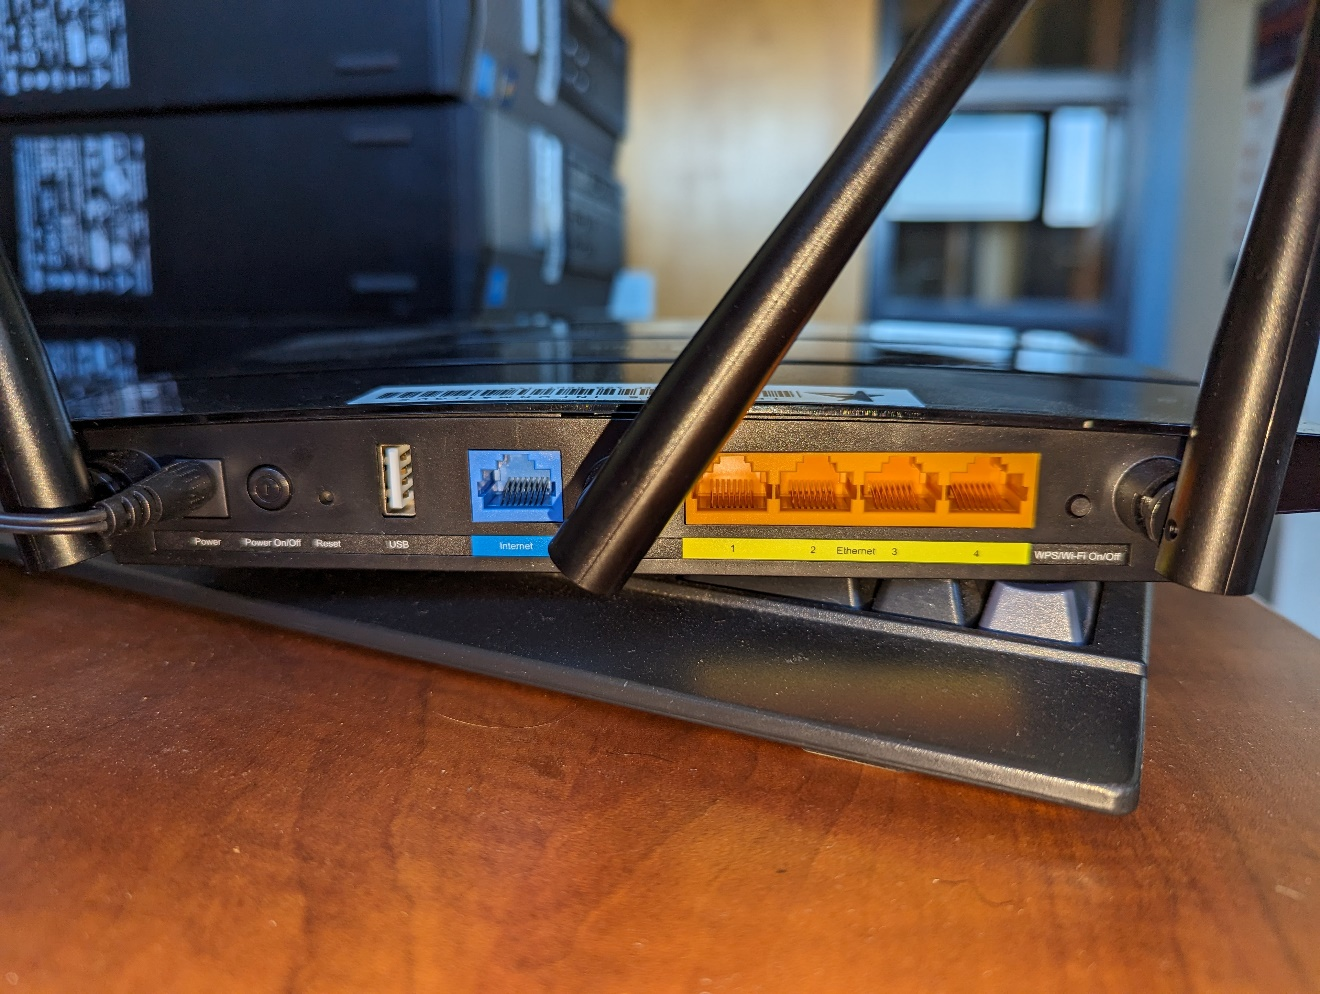 Power
Power On/Off
Reset
USB
Internet
1
2
Ethernet
3
4
WPS/Wi-Fi On/Off